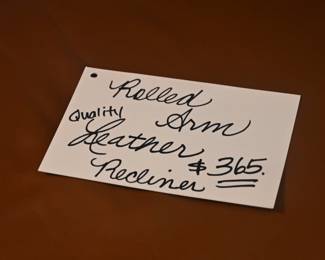 Rolled
Quality Arm
Leather
Recliner $365.